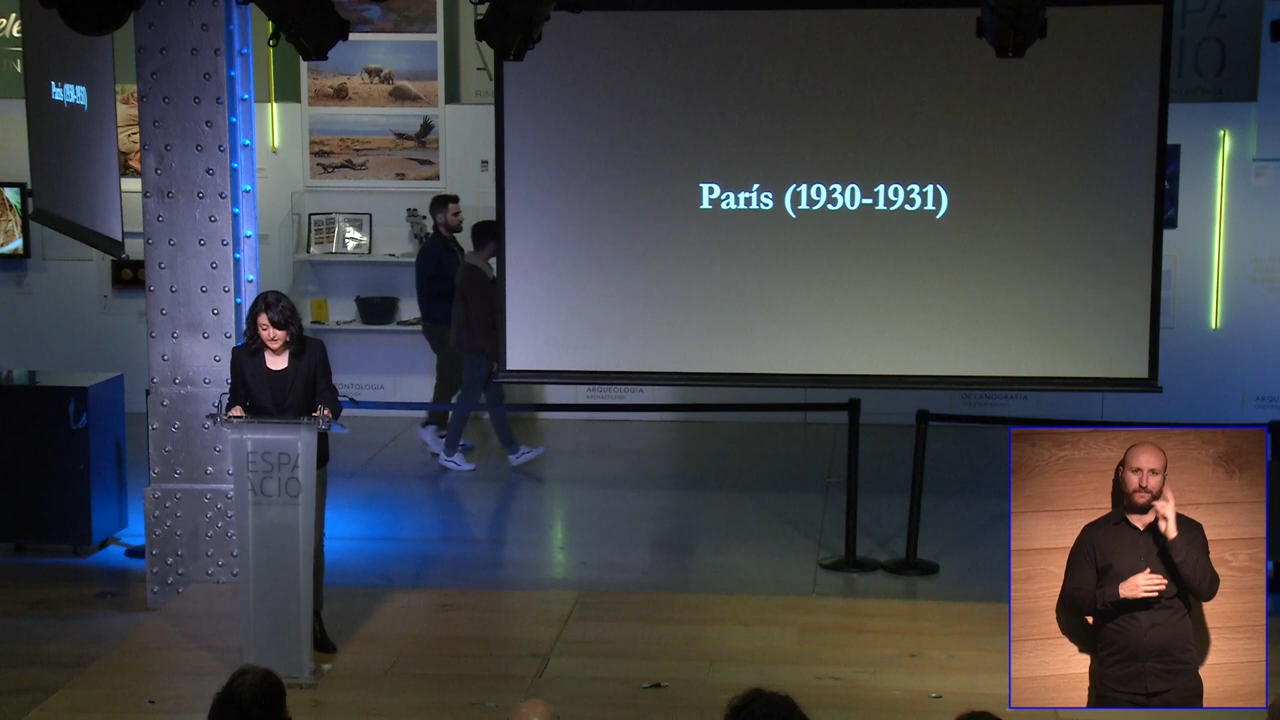 París (1930-1931)
París (1930-1931)
ARQUEOLOGÍA
OCEANOGRAFÍA
ESPA
ACIO